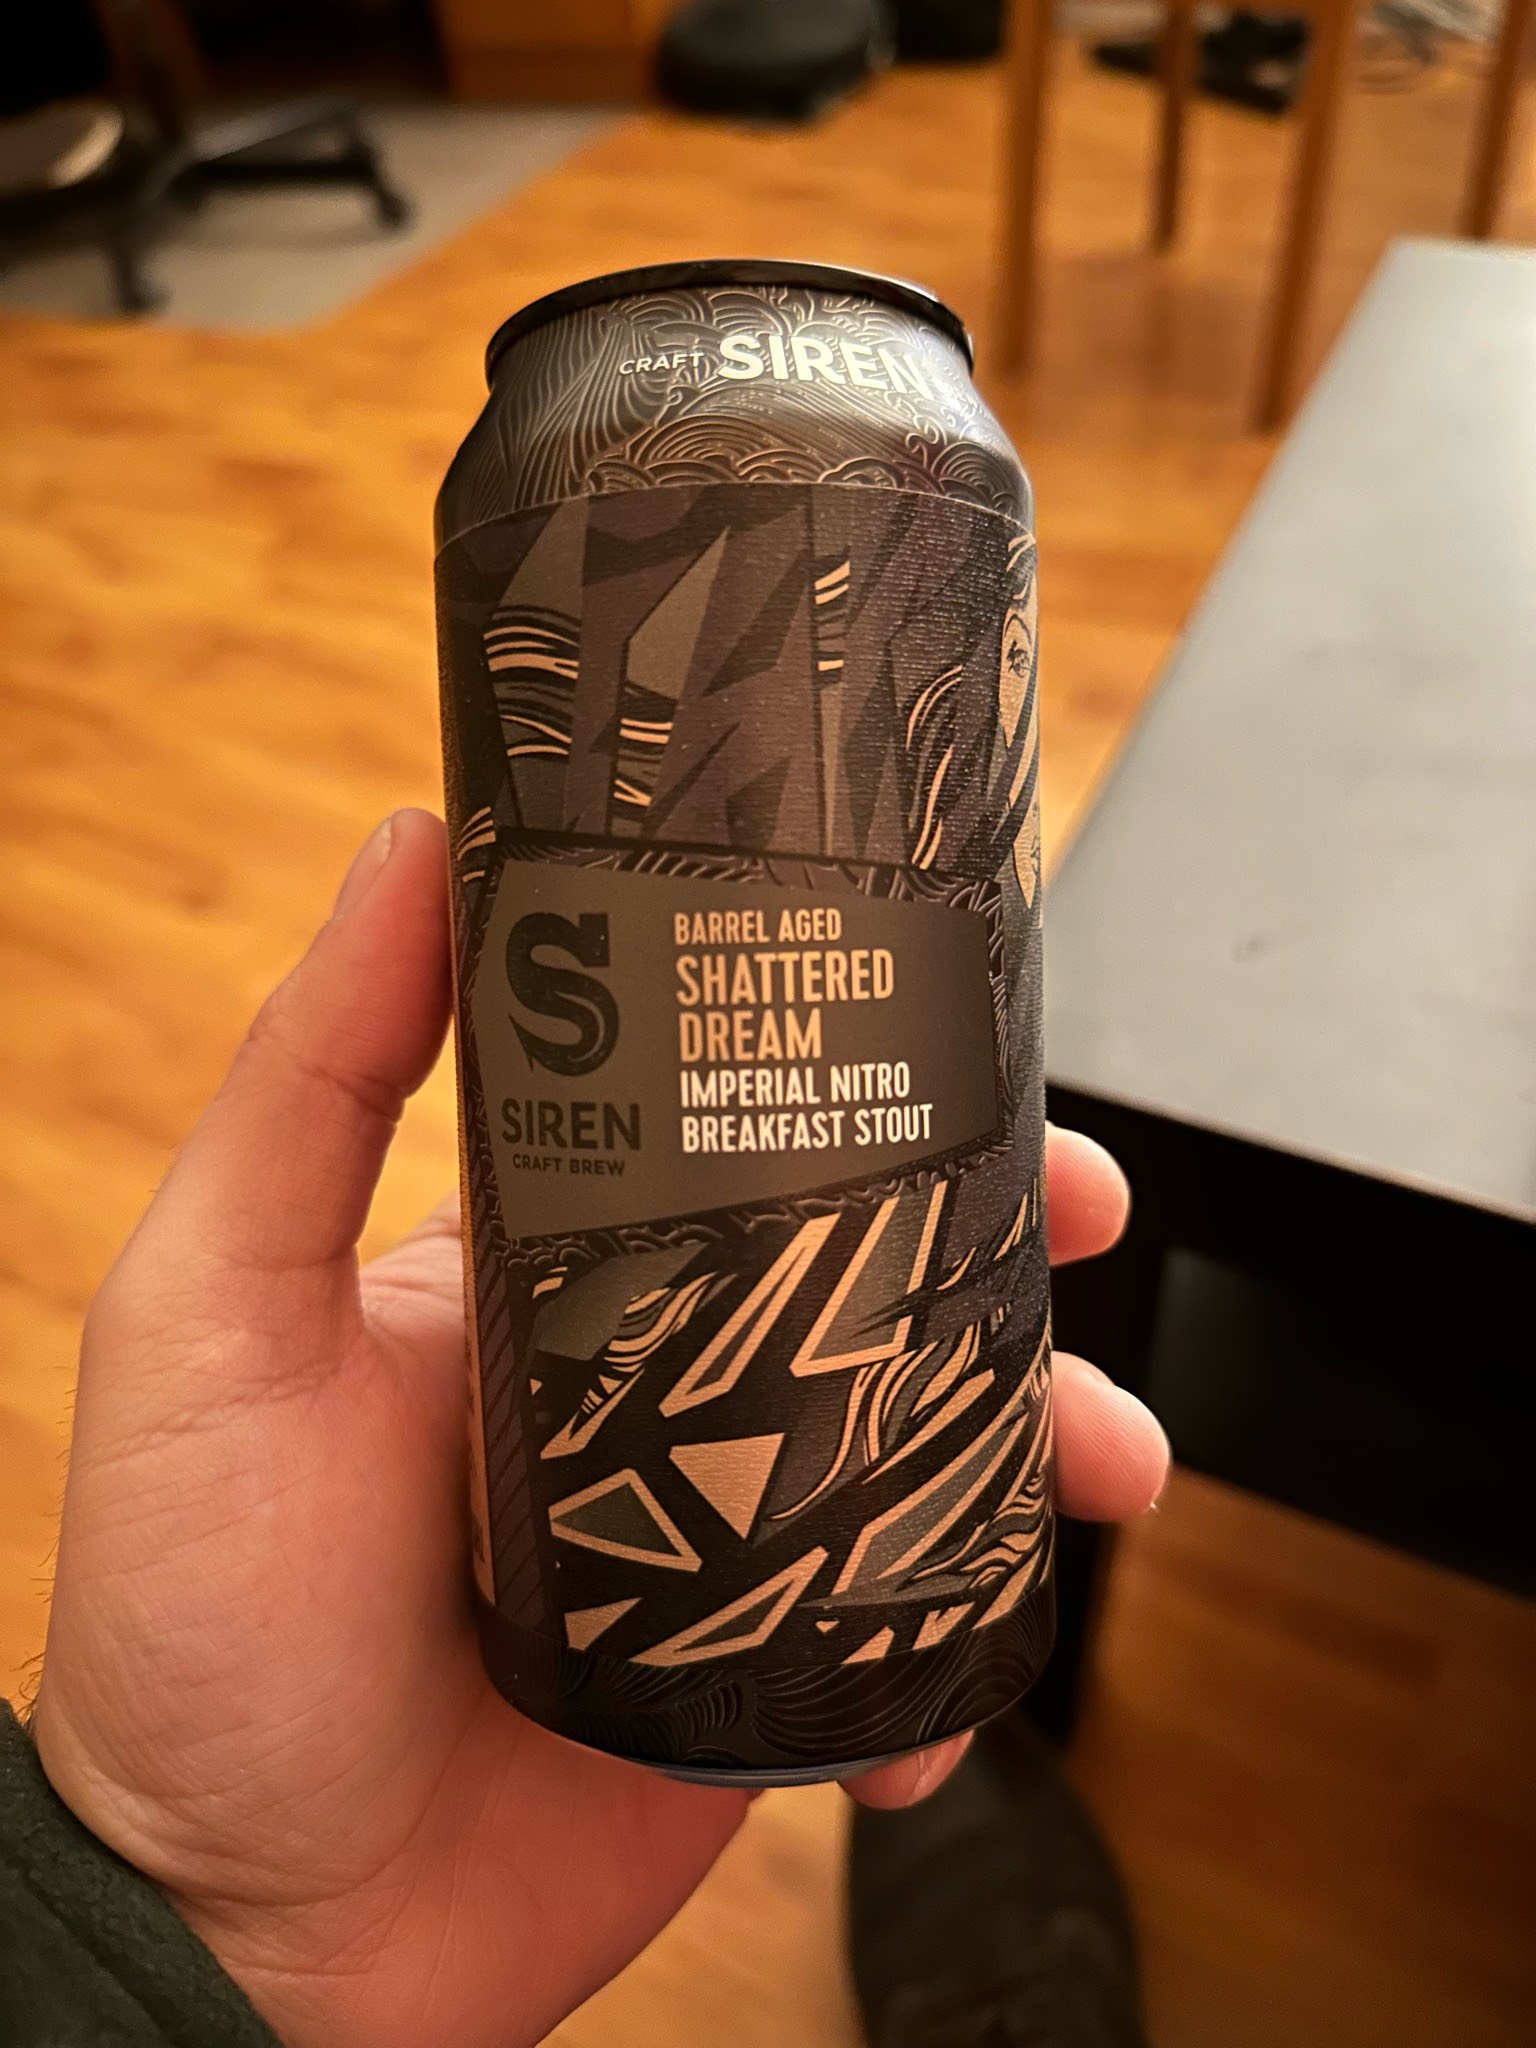 CRAFT SIREN
S
SIREN
CRAFT BREW
BARREL AGED
SHATTERED
DREAM
IMPERIAL NITRO
BREAKFAST STOUT